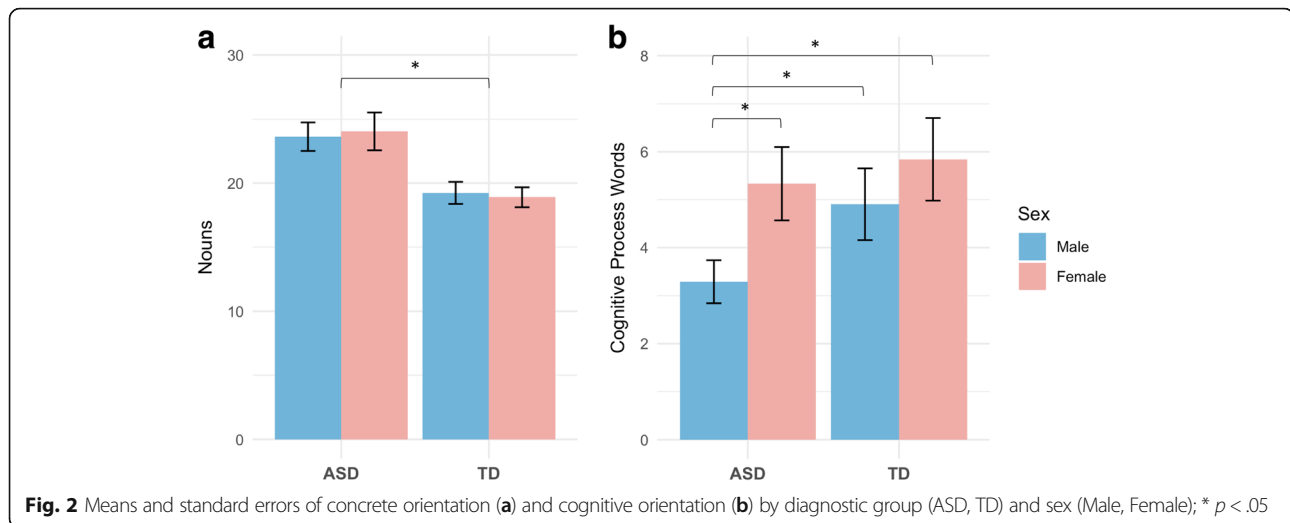 a
b
30
20
10
0
Nouns
*
ASD
TD
8
6
4
2
0
Cognitive Process Words
*
*
*
ASD
TD
Sex
Male
Female
Fig. 2 Means and standard errors of concrete orientation (a) and cognitive orientation (b) by diagnostic group (ASD, TD) and sex (Male, Female); * p < .05